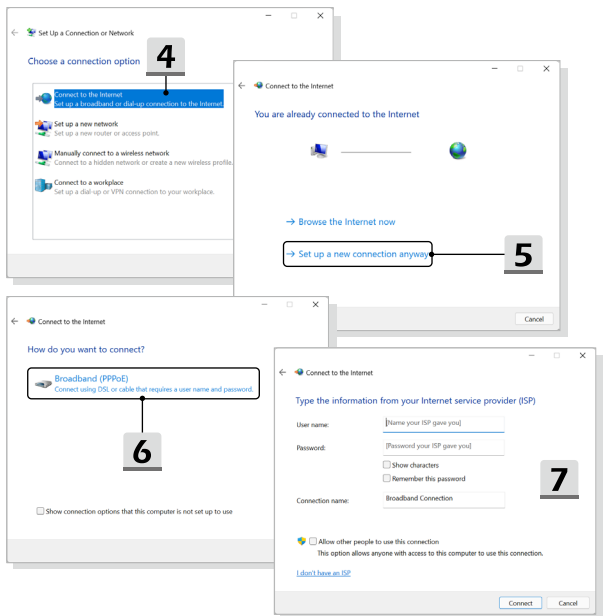 Set Up a Connection or Network
Choose a connection option
4
Connect to the Internet
Set up a broadband or dial-up connection to the Internet.
Set up a new network
Set up a new router or access point.
Manually connect to a wireless network
Connect to a hidden network or create a new wireless profile.
Connect to a workplace
Set up a dial-up or VPN connection to your workplace.
Connect to the Internet
You are already connected to the Internet
→ Browse the Internet now
→ Set up a new connection anyway
5
Cancel
Connect to the Internet
How do you want to connect?
Broadband (PPPoE)
Connect using DSL or cable that requires a user name and password.
6
Show connection options that this computer is not set up to use
Connect to the Internet
Type the information from your Internet service provider (ISP)
User name:
[Name your ISP gave you]
Password:
[Password your ISP gave you]
Show characters
Remember this password
7
Connection name:
Broadband Connection
Allow other people to use this connection
This option allows anyone with access to this computer to use this connection.
I don't have an ISP
Connect
Cancel